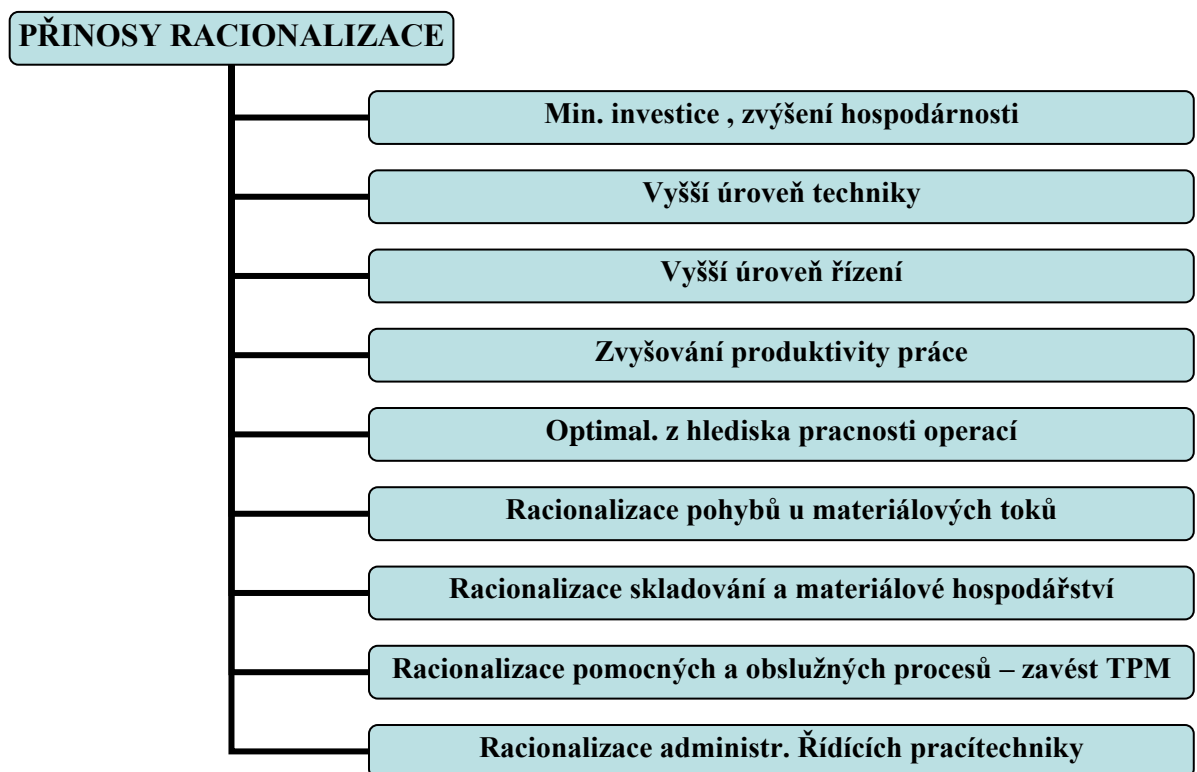 PŘINOSY RACIONALIZACE
Min. investice , zvýšení hospodárnosti
Vyšší úroveň techniky
Vyšší úroveň řízení
Zvyšování produktivity práce
Optimal. z hlediska pracnosti operací
Racionalizace pohybů u materiálových toků
Racionalizace skladování a materiálové hospodářství
Racionalizace pomocných a obslužných procesů – zavést TPM
Racionalizace administr. Řídících pracítechniky